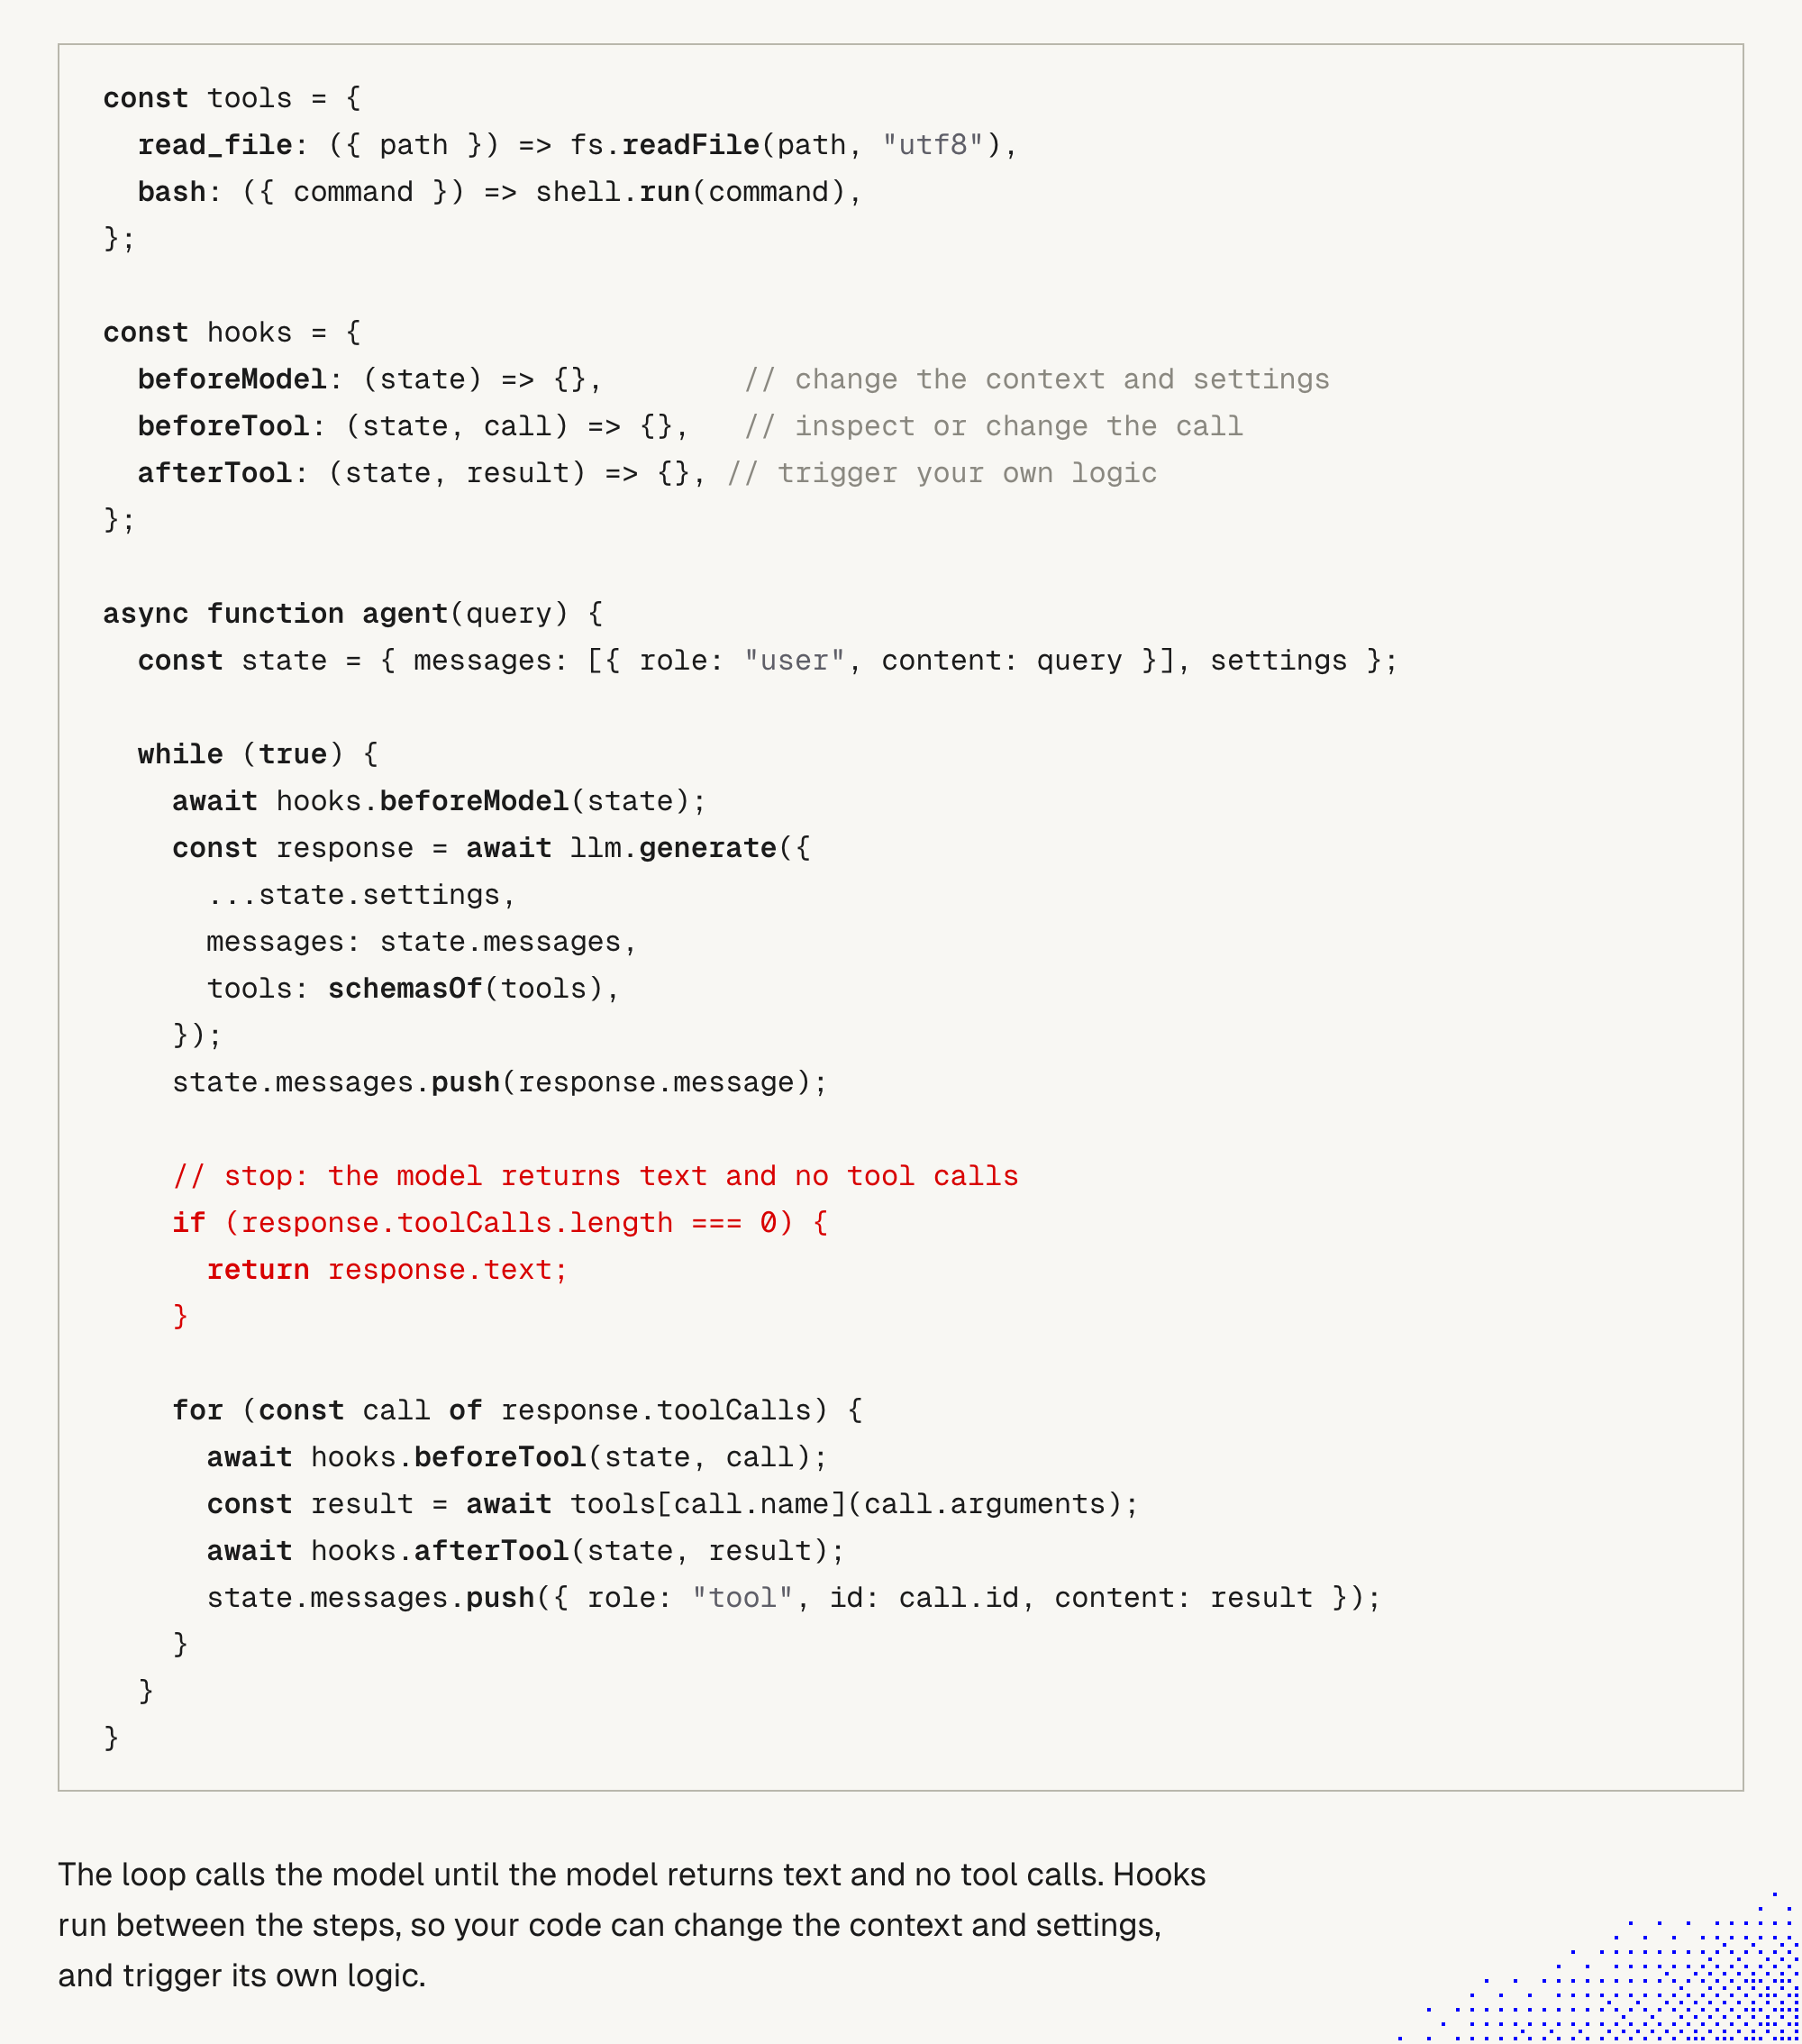 const tools = {
  read_file: ({ path }) => fs.readFile(path, "utf8"),
  bash: ({ command }) => shell.run(command),
};

const hooks = {
  beforeModel: (state) => {},        // change the context and settings
  beforeTool: (state, call) => {},   // inspect or change the call
  afterTool: (state, result) => {}, // trigger your own logic
};

async function agent(query) {
  const state = { messages: [{ role: "user", content: query }], settings };

  while (true) {
    await hooks.beforeModel(state);
    const response = await llm.generate({
      ...state.settings,
      messages: state.messages,
      tools: schemasOf(tools),
    });
    state.messages.push(response.message);

    // stop: the model returns text and no tool calls
    if (response.toolCalls.length === 0) {
      return response.text;
    }

    for (const call of response.toolCalls) {
      await hooks.beforeTool(state, call);
      const result = await tools[call.name](call.arguments);
      await hooks.afterTool(state, result);
      state.messages.push({ role: "tool", id: call.id, content: result });
    }
  }
}

The loop calls the model until the model returns text and no tool calls. Hooks
run between the steps, so your code can change the context and settings,
and trigger its own logic.